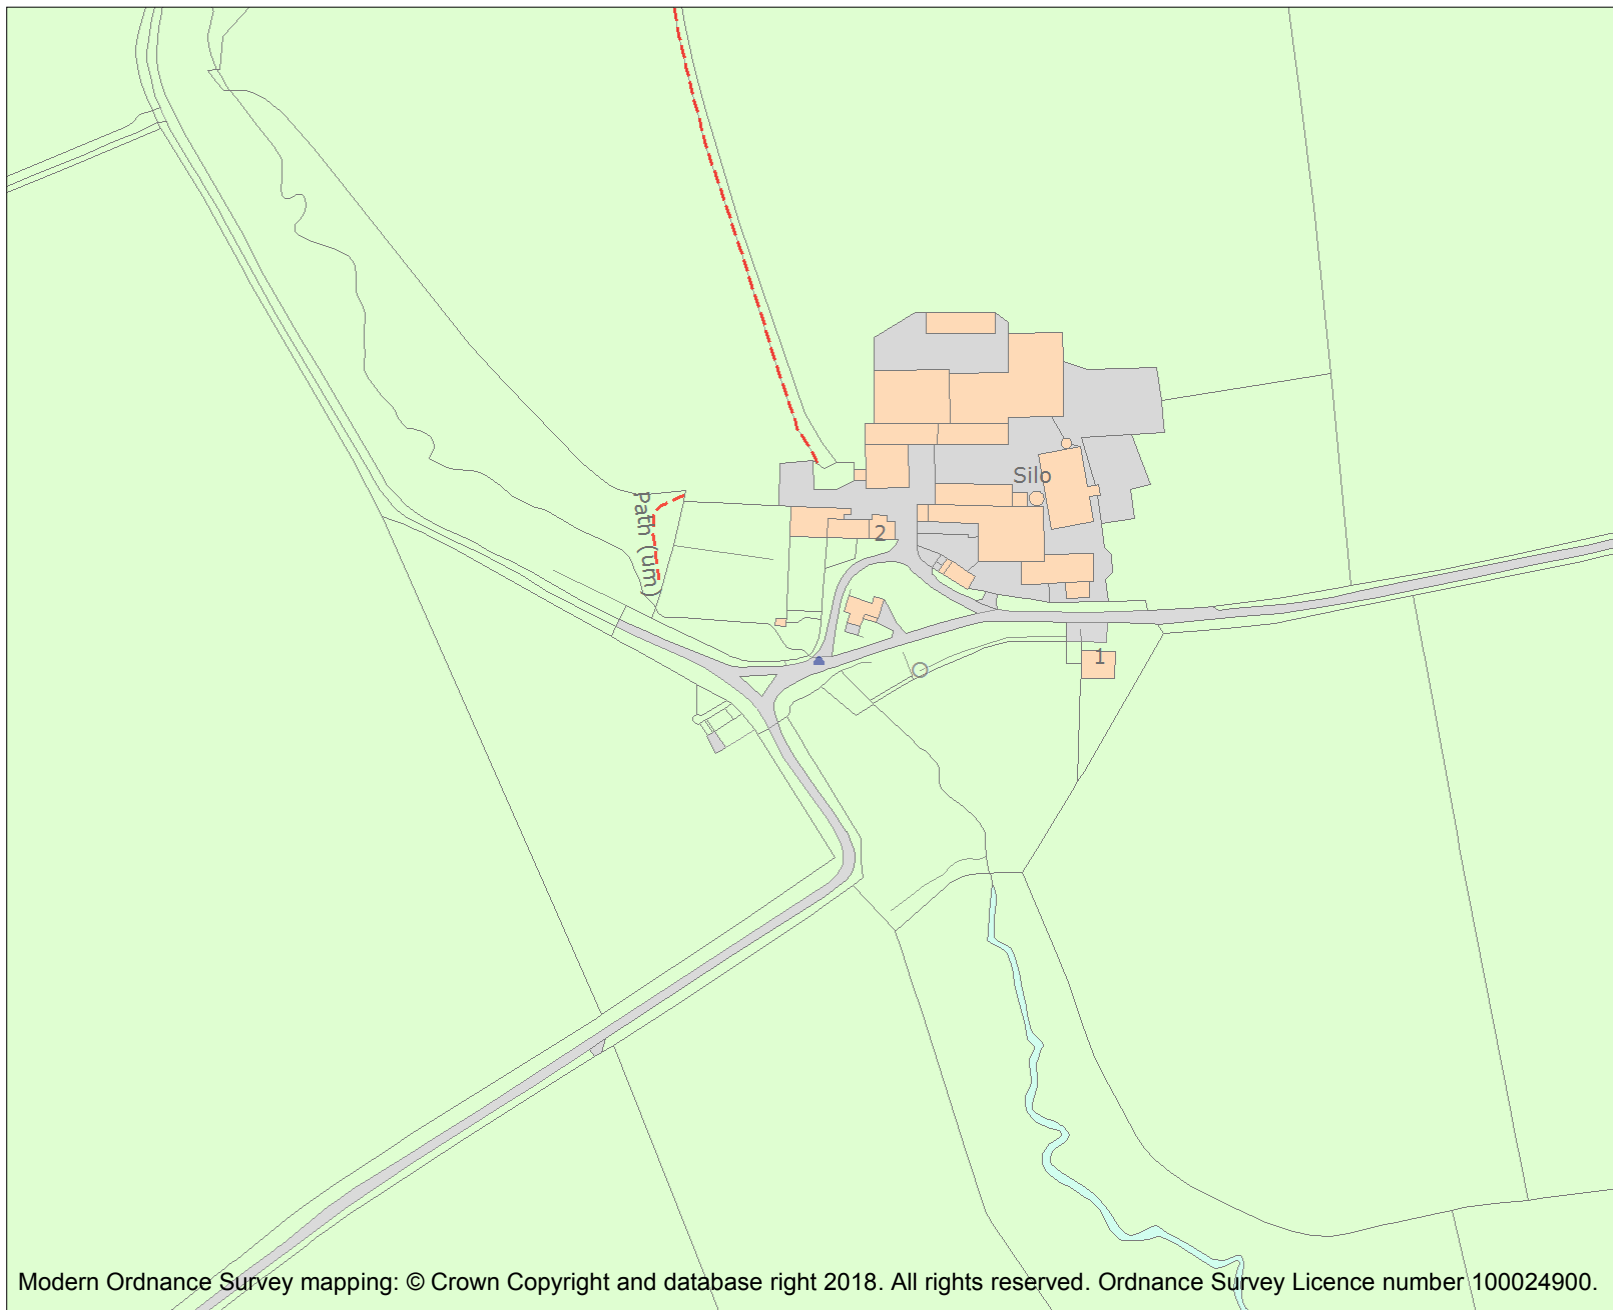 Silo
Path (um)
2
1
Modern Ordnance Survey mapping: © Crown Copyright and database right 2018. All rights reserved. Ordnance Survey Licence number 100024900.